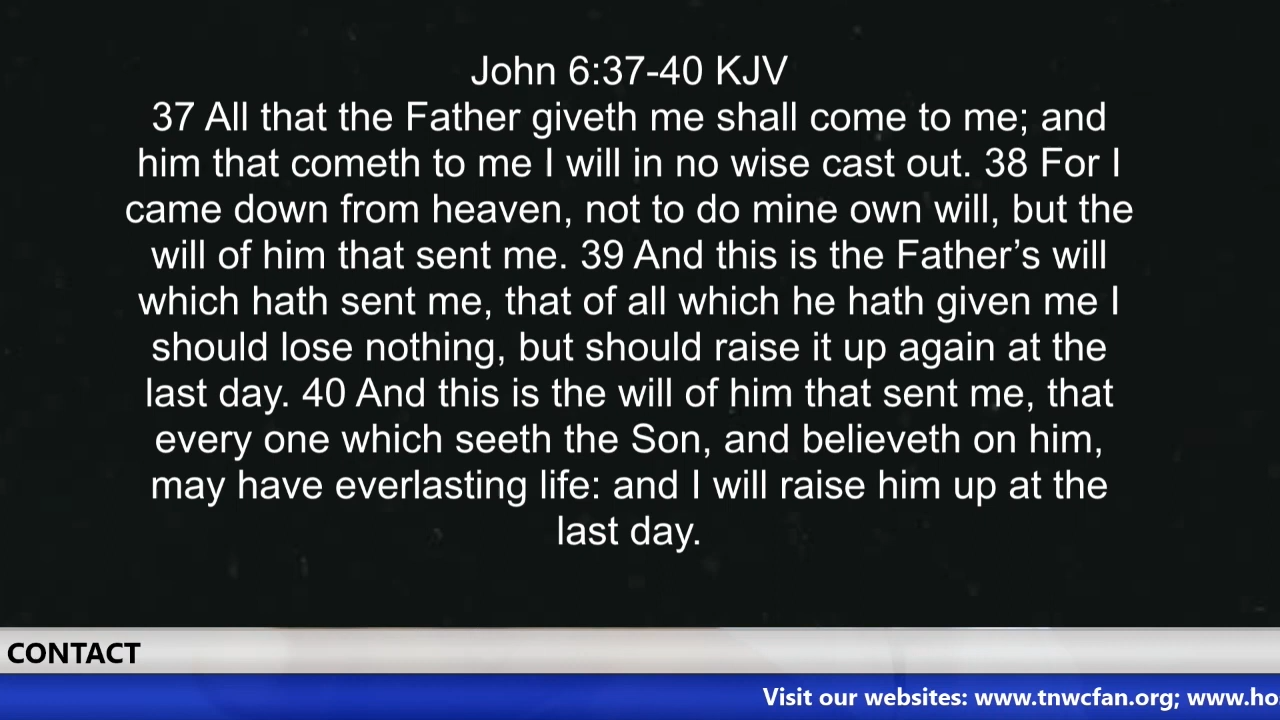 John 6:37-40 KJV
37 All that the Father giveth me shall come to me; and
him that cometh to me I will in no wise cast out. 38 For I
came down from heaven, not to do mine own will, but the
will of him that sent me. 39 And this is the Father’s will
which hath sent me, that of all which he hath given me I
should lose nothing, but should raise it up again at the
last day. 40 And this is the will of him that sent me, that
every one which seeth the Son, and believeth on him,
may have everlasting life: and I will raise him up at the
last day.
CONTACT
Visit our websites: www.tnwcfan.org; www.ho